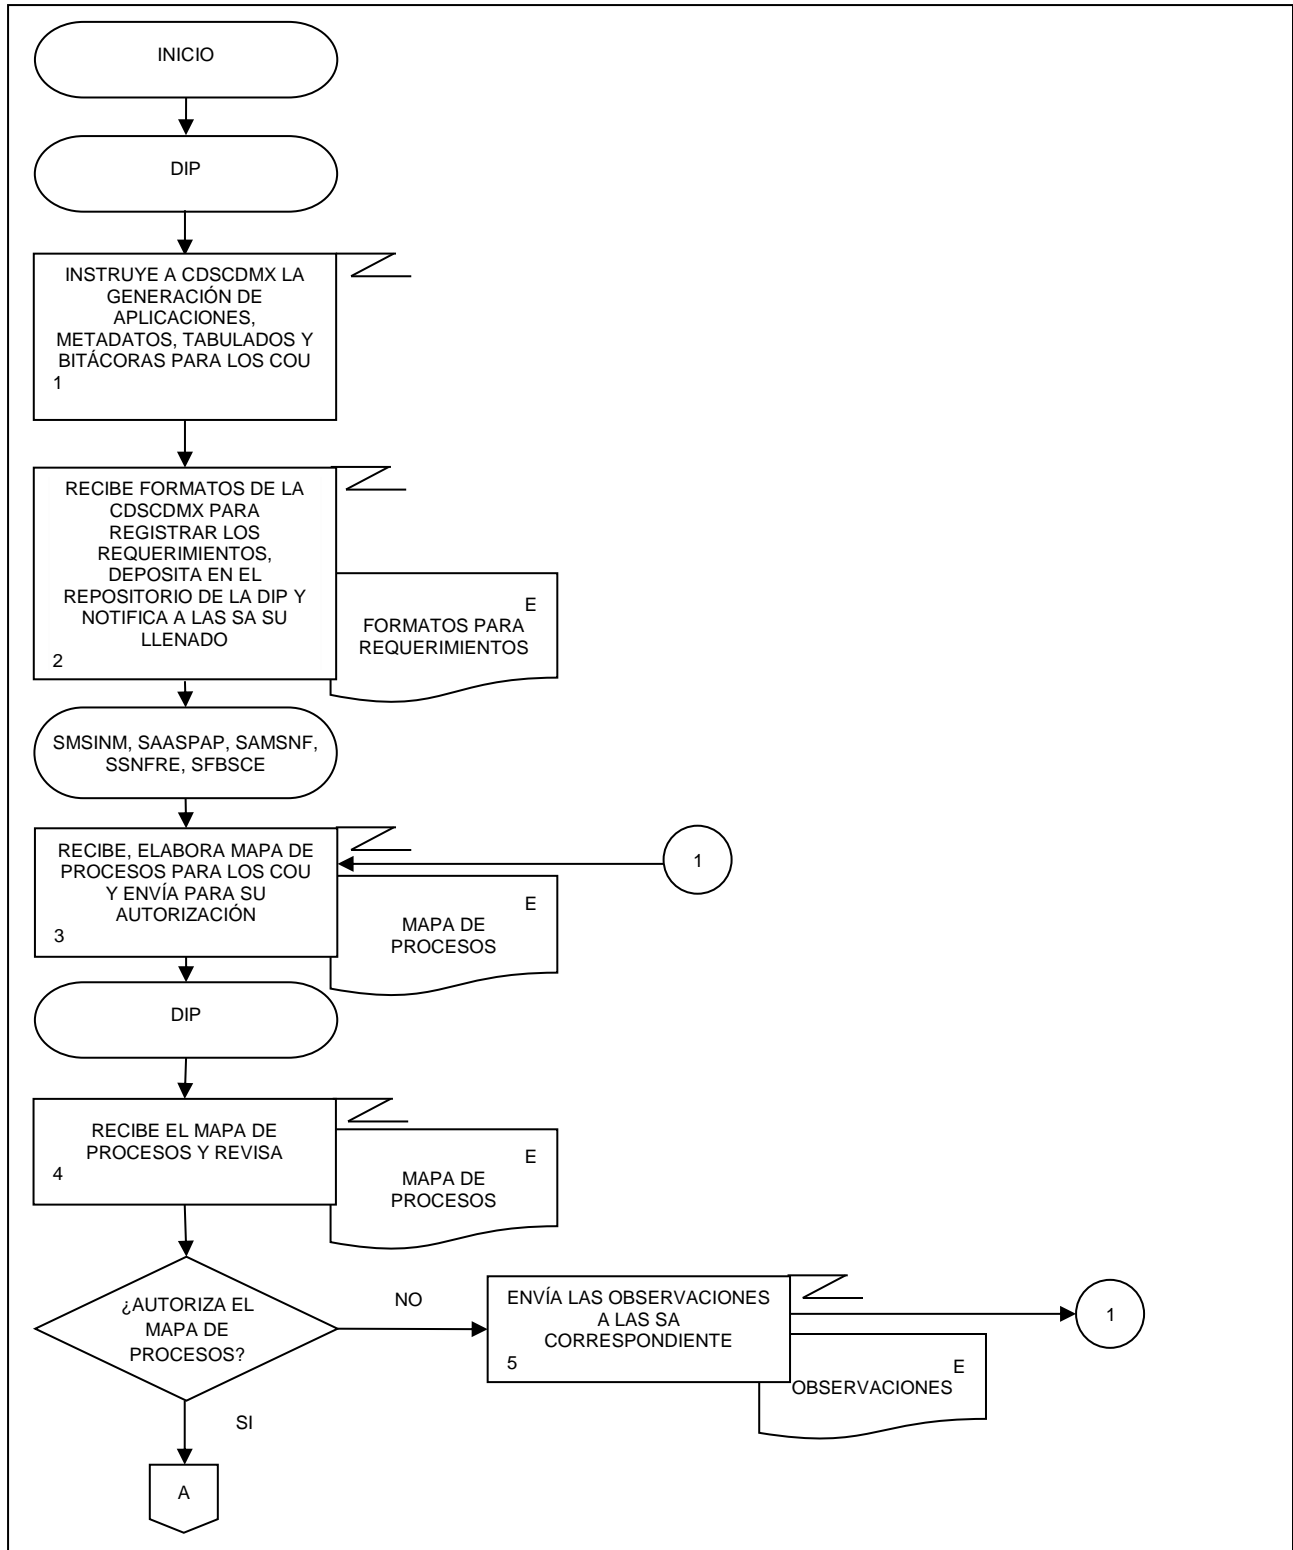 INICIO
DIP
INSTRUYE A CDSCDMX LA
GENERACIÓN DE
APLICACIONES,
METADATOS, TABULADOS Y
BITÁCORAS PARA LOS COU
1
RECIBE FORMATOS DE LA
CDSCDMX PARA
REGISTRAR LOS
REQUERIMIENTOS,
DEPOSITA EN EL
REPOSITORIO DE LA DIP Y
NOTIFICA A LAS SA SU
LLENADO
2
E
FORMATOS PARA
REQUERIMIENTOS
SMSINM, SAASPAP, SAMSNF,
SSNFRE, SFBSCE
RECIBE, ELABORA MAPA DE
PROCESOS PARA LOS COU
Y ENVÍA PARA SU
AUTORIZACIÓN
3
1
E
MAPA DE
PROCESOS
DIP
RECIBE EL MAPA DE
PROCESOS Y REVISA
4
E
MAPA DE
PROCESOS
¿AUTORIZA EL
MAPA DE
PROCESOS?
NO
ENVÍA LAS OBSERVACIONES
A LAS SA
CORRESPONDIENTE
5
1
E
OBSERVACIONES
SI
A